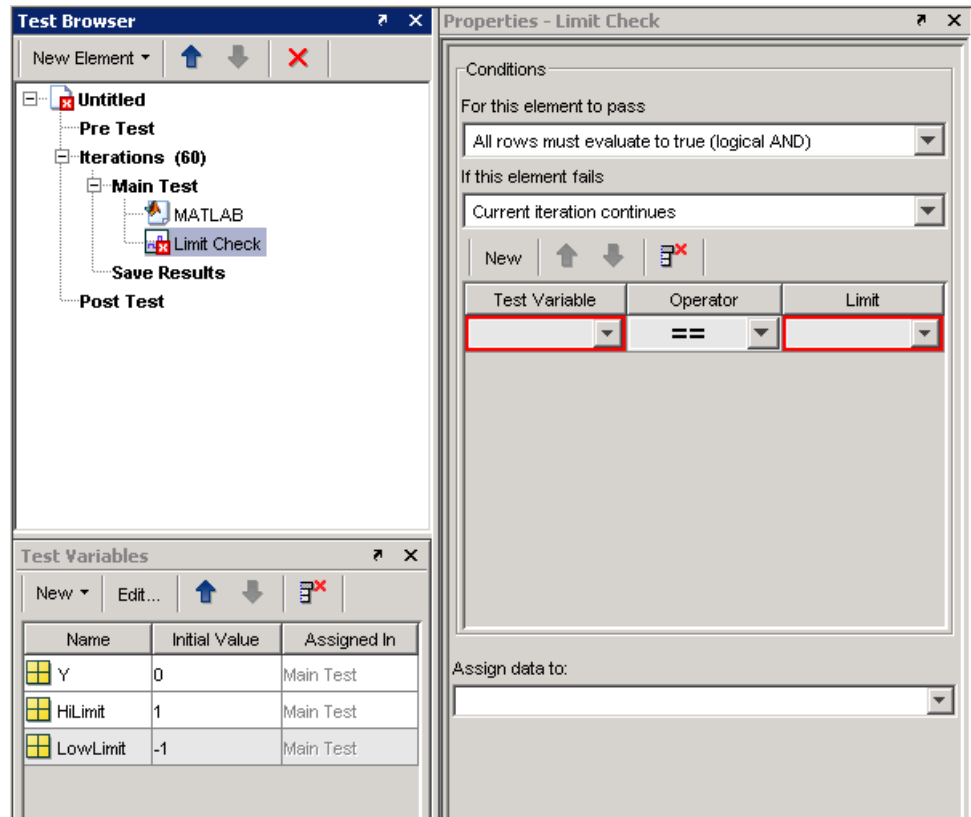 Test Browser
New Element
Untitled
Pre Test
Iterations (60)
Main Test
MATLAB
Limit Check
Save Results
Post Test
Test Variables
New
Edit...
Name Initial Value Assigned In
Y 0 Main Test
HiLimit 1 Main Test
LowLimit -1 Main Test
Properties - Limit Check
Conditions
For this element to pass
All rows must evaluate to true (logical AND)
If this element fails
Current iteration continues
New
Test Variable Operator Limit
==
Assign data to: